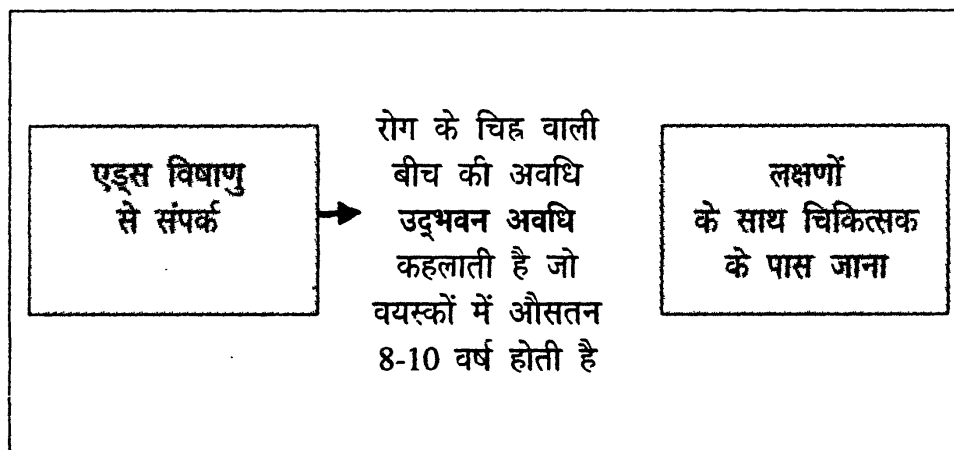 एड्स विषाणु
से संपर्क
रोग के चिह्न वाली
बीच की अवधि
उद्‌भवन अवधि
कहलाती है जो
वयस्कों में औसतन
8-10 वर्ष होती है
लक्षणों
के साथ चिकित्सक
के पास जाना